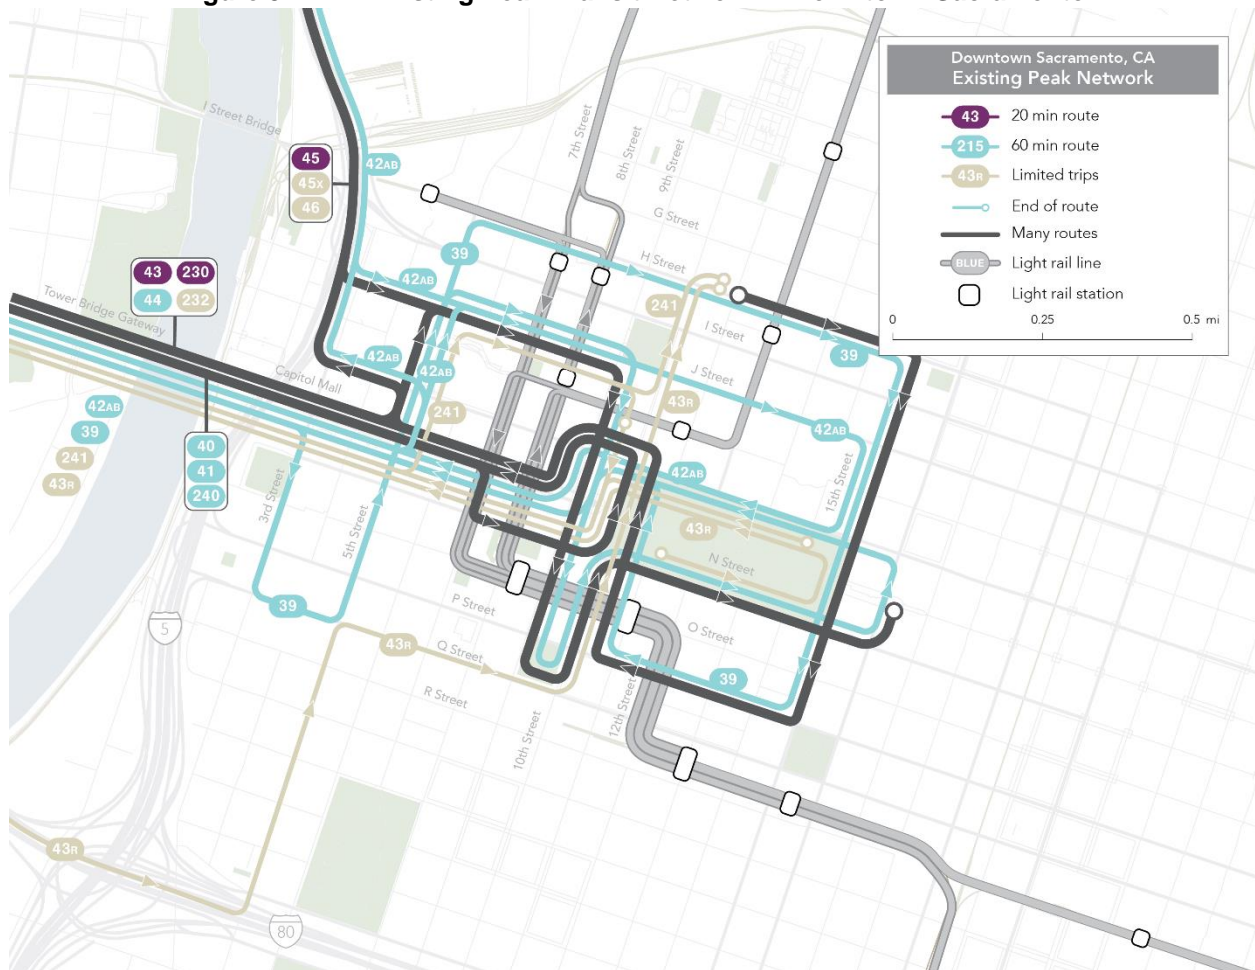 Downtown Sacramento, CA
Existing Peak Network
43 20 min route
215 60 min route
43R Limited trips
End of route
Many routes
BLUE Light rail line
Light rail station
0 0.25 0.5 mi
I Street Bridge
7th Street
8th Street
9th Street
G Street
H Street
I Street
J Street
45
45X
46
42AB
39
42AB
241
39
43 230
44 232
Tower Bridge Gateway
Capitol Mall
42AB
42AB
241
43R
42AB
42AB
39
241
43R
40
41
240
3rd Street
5th Street
42AB
15th Street
43R
N Street
39
P Street
O Street
Q Street
R Street
43R
39
10th Street
12th Street
5
43R
80